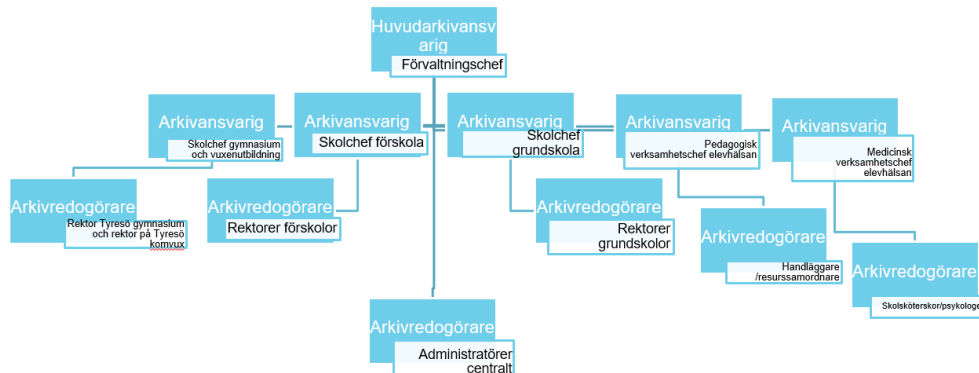 Huvudarkivansv
arig
Förvaltningschef
Arkivansvarig
Skolchef gymnasium
och vuxenutbildning
Arkivansvarig
Skolchef förskola
Arkivansvarig
Skolchef
grundskola
Arkivansvarig
Pedagogisk
verksamhetschef elevhälsan
Arkivansvarig
Medicinsk
verksamhetschef
elevhälsan
Arkivredogörare
Rektor Tyresö gymnasium
och rektor på Tyresö
komvux
Arkivredogörare
Rektorer förskolor
Arkivredogörare
Rektorer
grundskolor
Arkivredogörare
Handläggare
/resurssamordnare
Arkivredogörare
Skolsköterskor/psykologe
Arkivredogörare
Administratörer
centralt